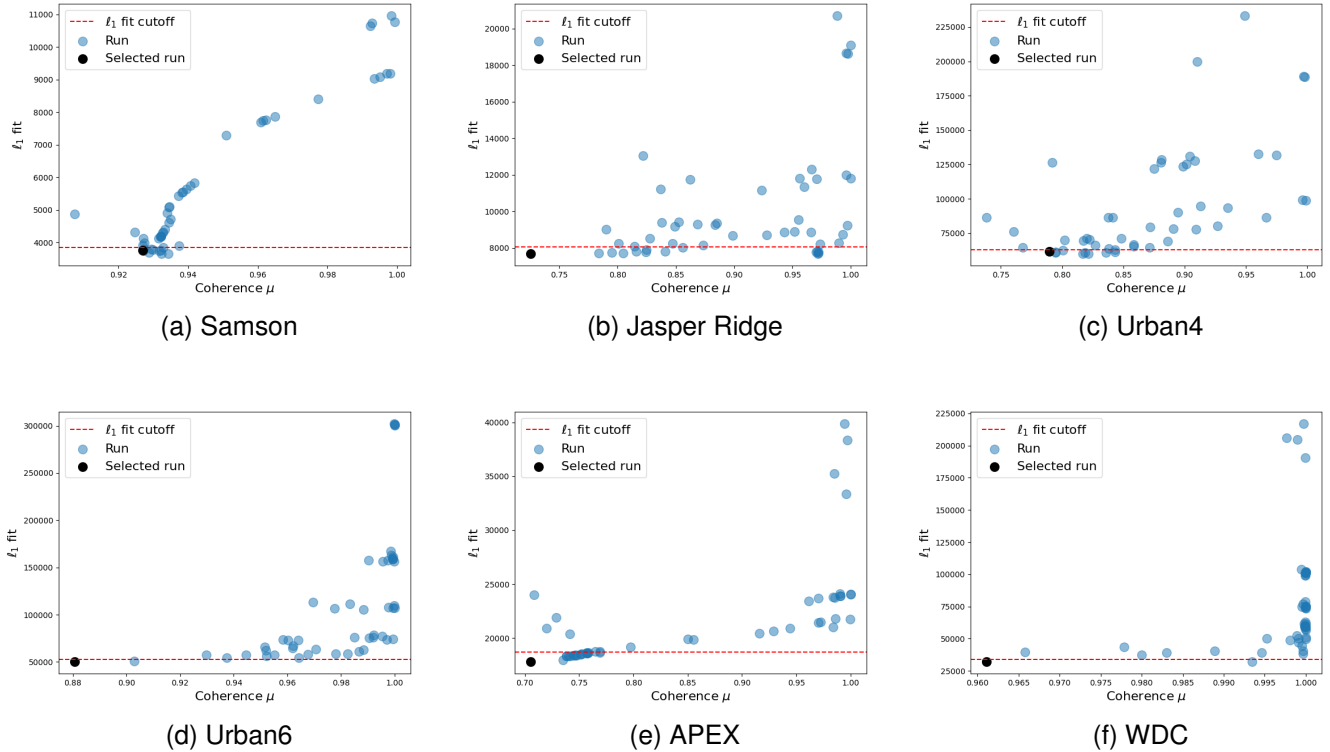 ℓ1 fit cutoff
Run
Selected run
11000
10000
9000
8000
7000
6000
5000
4000
ℓ1 fit
0.92
0.94
0.96
0.98
1.00
Coherence μ
(a) Samson
ℓ1 fit cutoff
Run
Selected run
20000
18000
16000
14000
12000
10000
8000
ℓ1 fit
0.75
0.80
0.85
0.90
0.95
1.00
Coherence μ
(b) Jasper Ridge
ℓ1 fit cutoff
Run
Selected run
225000
200000
175000
150000
125000
100000
75000
50000
ℓ1 fit
0.75
0.80
0.85
0.90
0.95
1.00
Coherence μ
(c) Urban4
ℓ1 fit cutoff
Run
Selected run
300000
250000
200000
150000
100000
50000
ℓ1 fit
0.88
0.90
0.92
0.94
0.96
0.98
1.00
Coherence μ
(d) Urban6
ℓ1 fit cutoff
Run
Selected run
40000
35000
30000
25000
20000
ℓ1 fit
0.70
0.75
0.80
0.85
0.90
0.95
1.00
Coherence μ
(e) APEX
ℓ1 fit cutoff
Run
Selected run
225000
200000
175000
150000
125000
100000
75000
50000
25000
ℓ1 fit
0.960
0.965
0.970
0.975
0.980
0.985
0.990
0.995
1.000
Coherence μ
(f) WDC